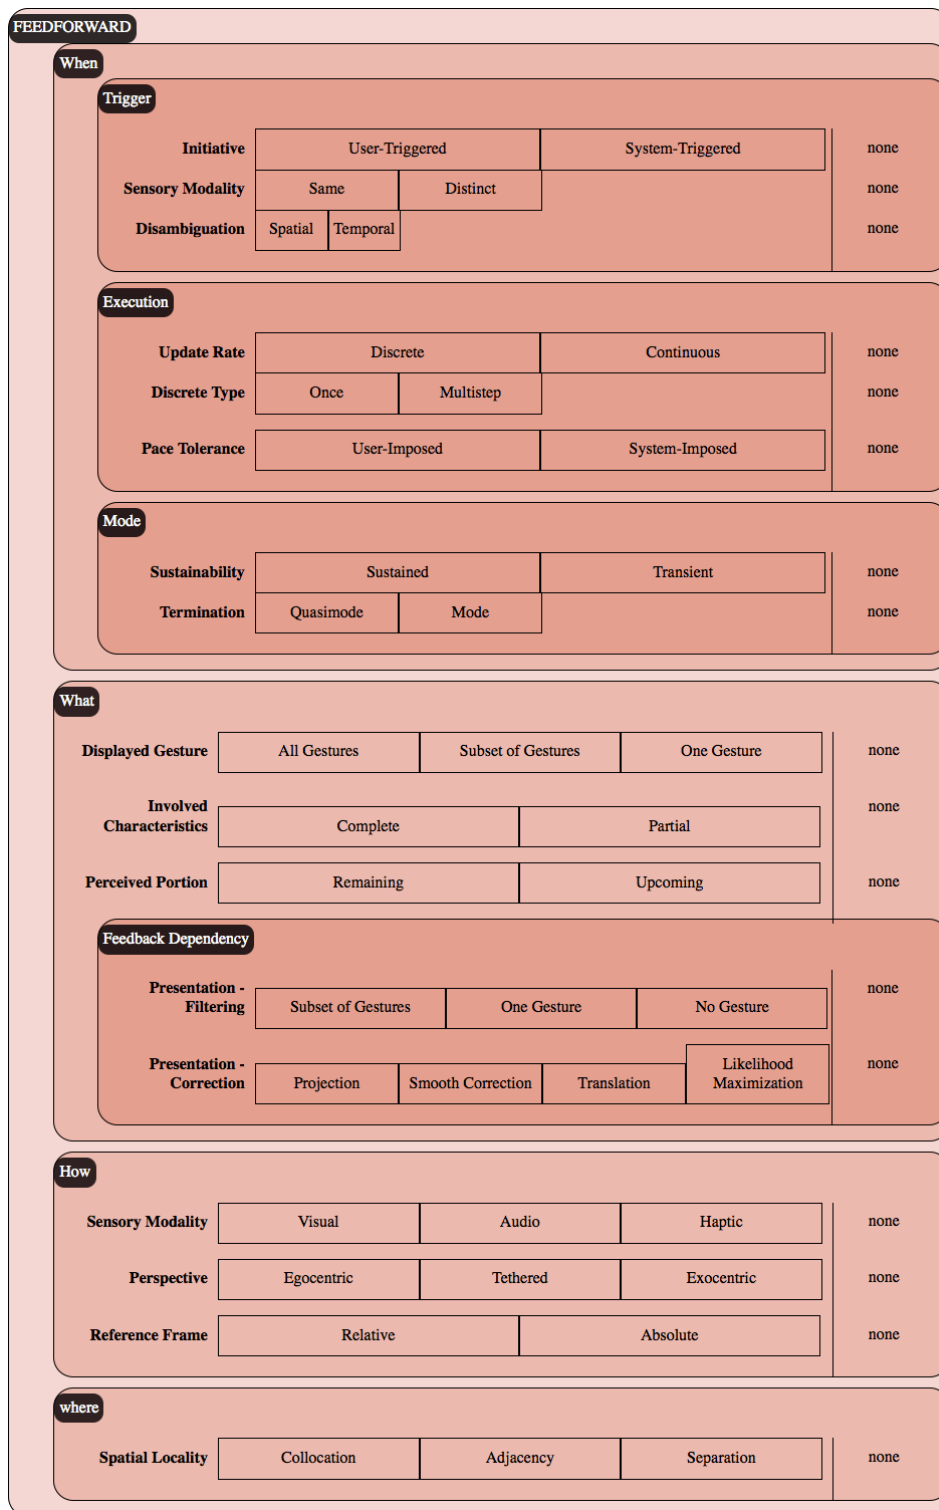 FEEDFORWARD
When
Trigger
Initiative User-Triggered System-Triggered none
Sensory Modality Same Distinct none
Disambiguation Spatial Temporal none
Execution
Update Rate Discrete Continuous none
Discrete Type Once Multistep none
Pace Tolerance User-Imposed System-Imposed none
Mode
Sustainability Sustained Transient none
Termination Quasimode Mode none
What
Displayed Gesture All Gestures Subset of Gestures One Gesture none
Involved none
Characteristics Complete Partial
Perceived Portion Remaining Upcoming none
Feedback Dependency
Presentation - none
Filtering Subset of Gestures One Gesture No Gesture
Presentation - Likelihood none
Correction Projection Smooth Correction Translation Maximization
How
Sensory Modality Visual Audio Haptic none
Perspective Egocentric Tethered Exocentric none
Reference Frame Relative Absolute none
where
Spatial Locality Collocation Adjacency Separation none